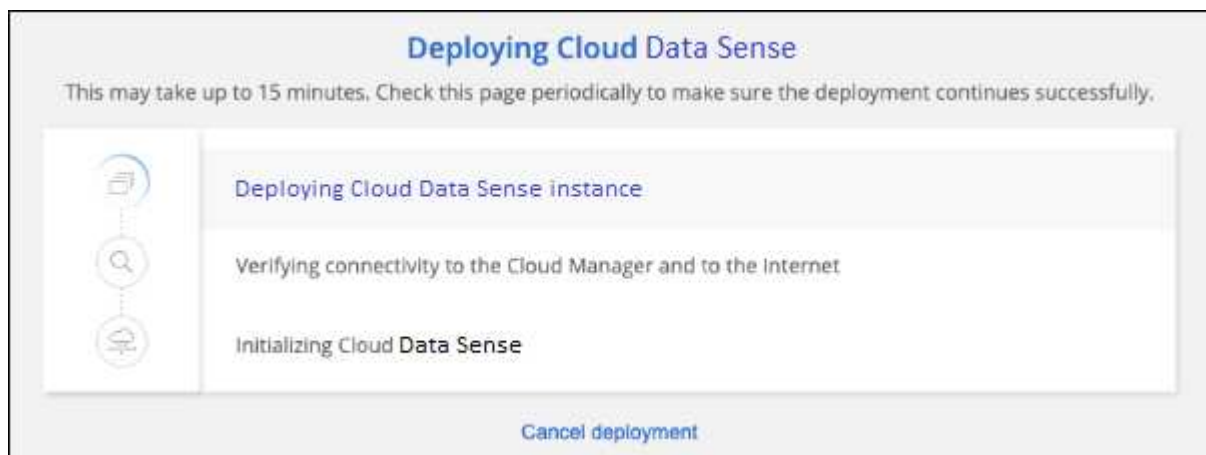 Deploying Cloud Data Sense
This may take up to 15 minutes. Check this page periodically to make sure the deployment continues successfully.
Deploying Cloud Data Sense instance
Verifying connectivity to the Cloud Manager and to the Internet
Initializing Cloud Data Sense
Cancel deployment